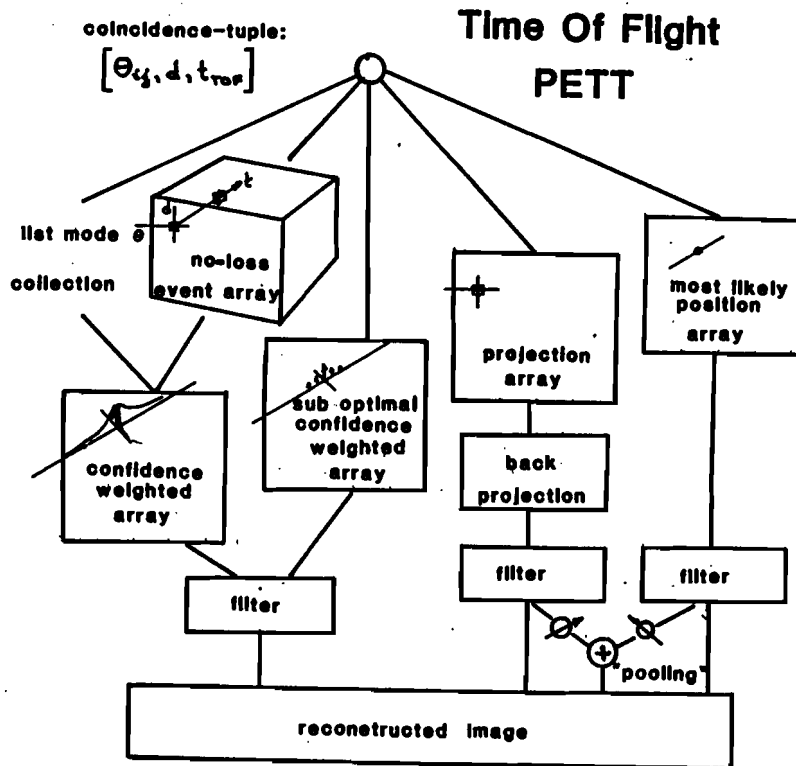 coincidence-tuple:
[θij, d, tTOF]
Time Of Flight
PETT
list mode
collection
θ
d
t
no-loss
event array
confidence
weighted
array
t
sub optimal
confidence
weighted
array
projection
array
back
projection
most likely
position
array
filter
filter
filter
+
"pooling"
reconstructed image